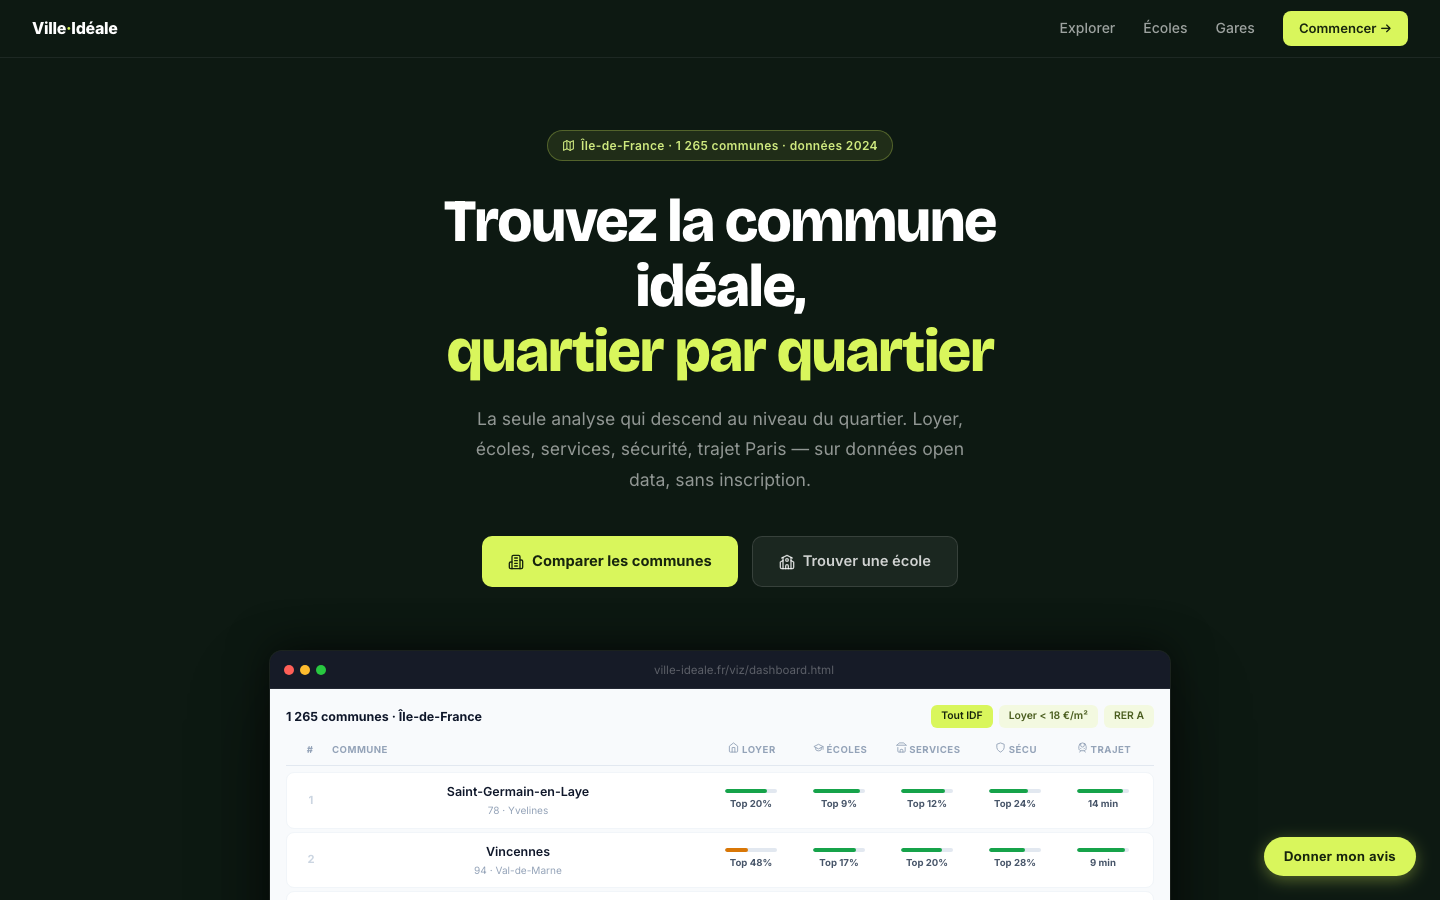 Ville·Idéale
Explorer
Écoles
Gares
Commencer →
Île-de-France · 1 265 communes · données 2024
Trouvez la commune
idéale,
quartier par quartier
La seule analyse qui descend au niveau du quartier. Loyer,
écoles, services, sécurité, trajet Paris — sur données open
data, sans inscription.
Comparer les communes
Trouver une école
ville-ideale.fr/viz/dashboard.html
1 265 communes · Île-de-France
Tout IDF
Loyer < 18 €/m²
RER A
# COMMUNE LOYER ÉCOLES SERVICES SÉCU TRAJET
1 Saint-Germain-en-Laye
78 · Yvelines
Top 20% Top 9% Top 12% Top 24% 14 min
2 Vincennes
94 · Val-de-Marne
Top 48% Top 17% Top 20% Top 28% 9 min
Donner mon avis